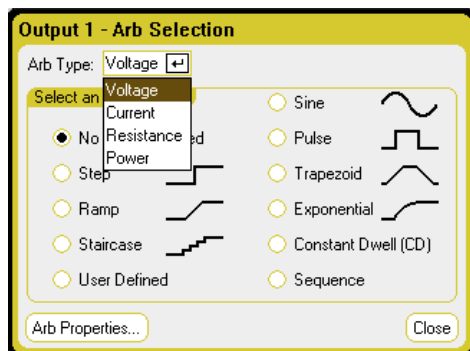 Output 1 - Arb Selection
Arb Type: Voltage
Voltage
Current
Resistance
Power
Select an
No
Step
Ramp
Staircase
User Defined
Sine
Pulse
Trapezoid
Exponential
Constant Dwell (CD)
Sequence
Arb Properties...
Close